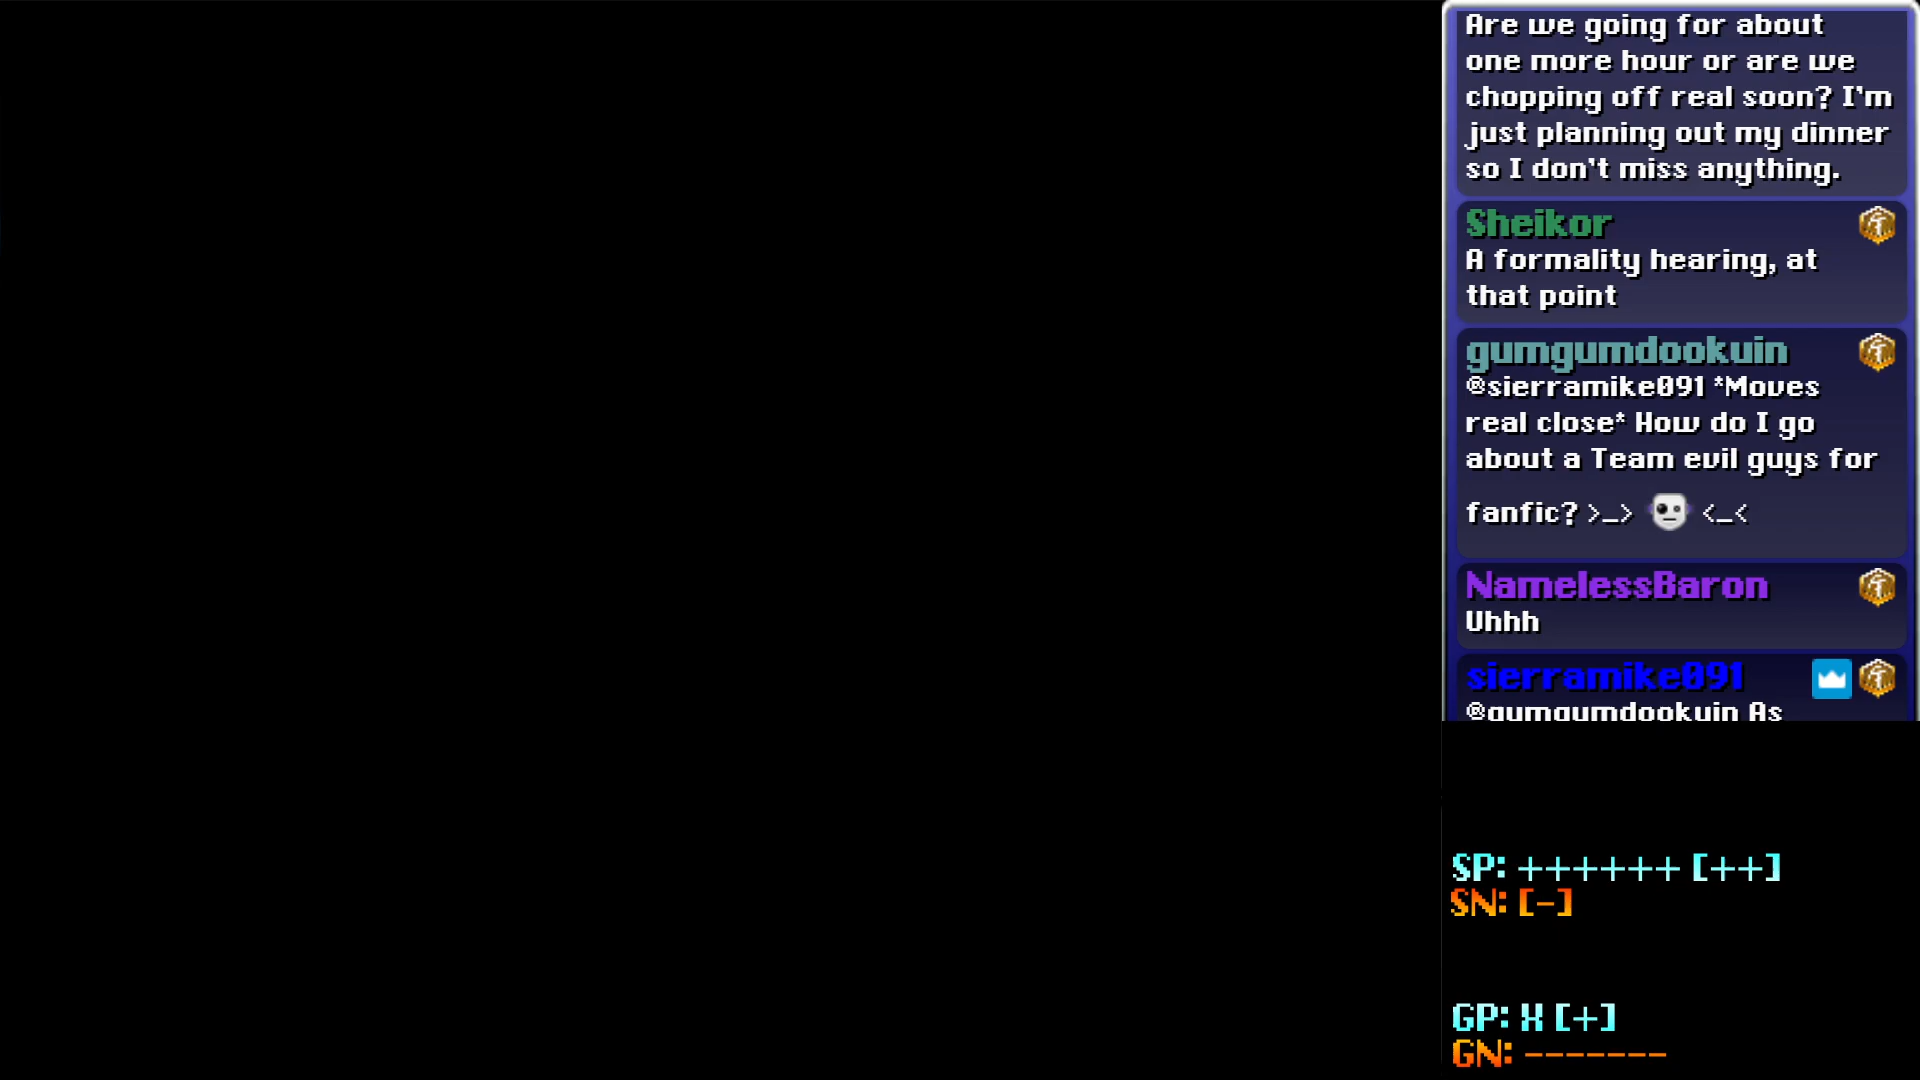 Are we going for about
one more hour or are we
chopping off real soon? I'm
just planning out my dinner
so I don't miss anything.
Sheikor
A formality hearing, at
that point
gumgumdookuin
@sierramike091 *Moves
real close* How do I go
about a Team evil guys for
fanfic? >_> <_<
NamelessBaron
Uhhh
sierramike091
@gumgumdookuin As
SP: ++++++ [++]
SN: [-]
GP: X [+]
GN: -------